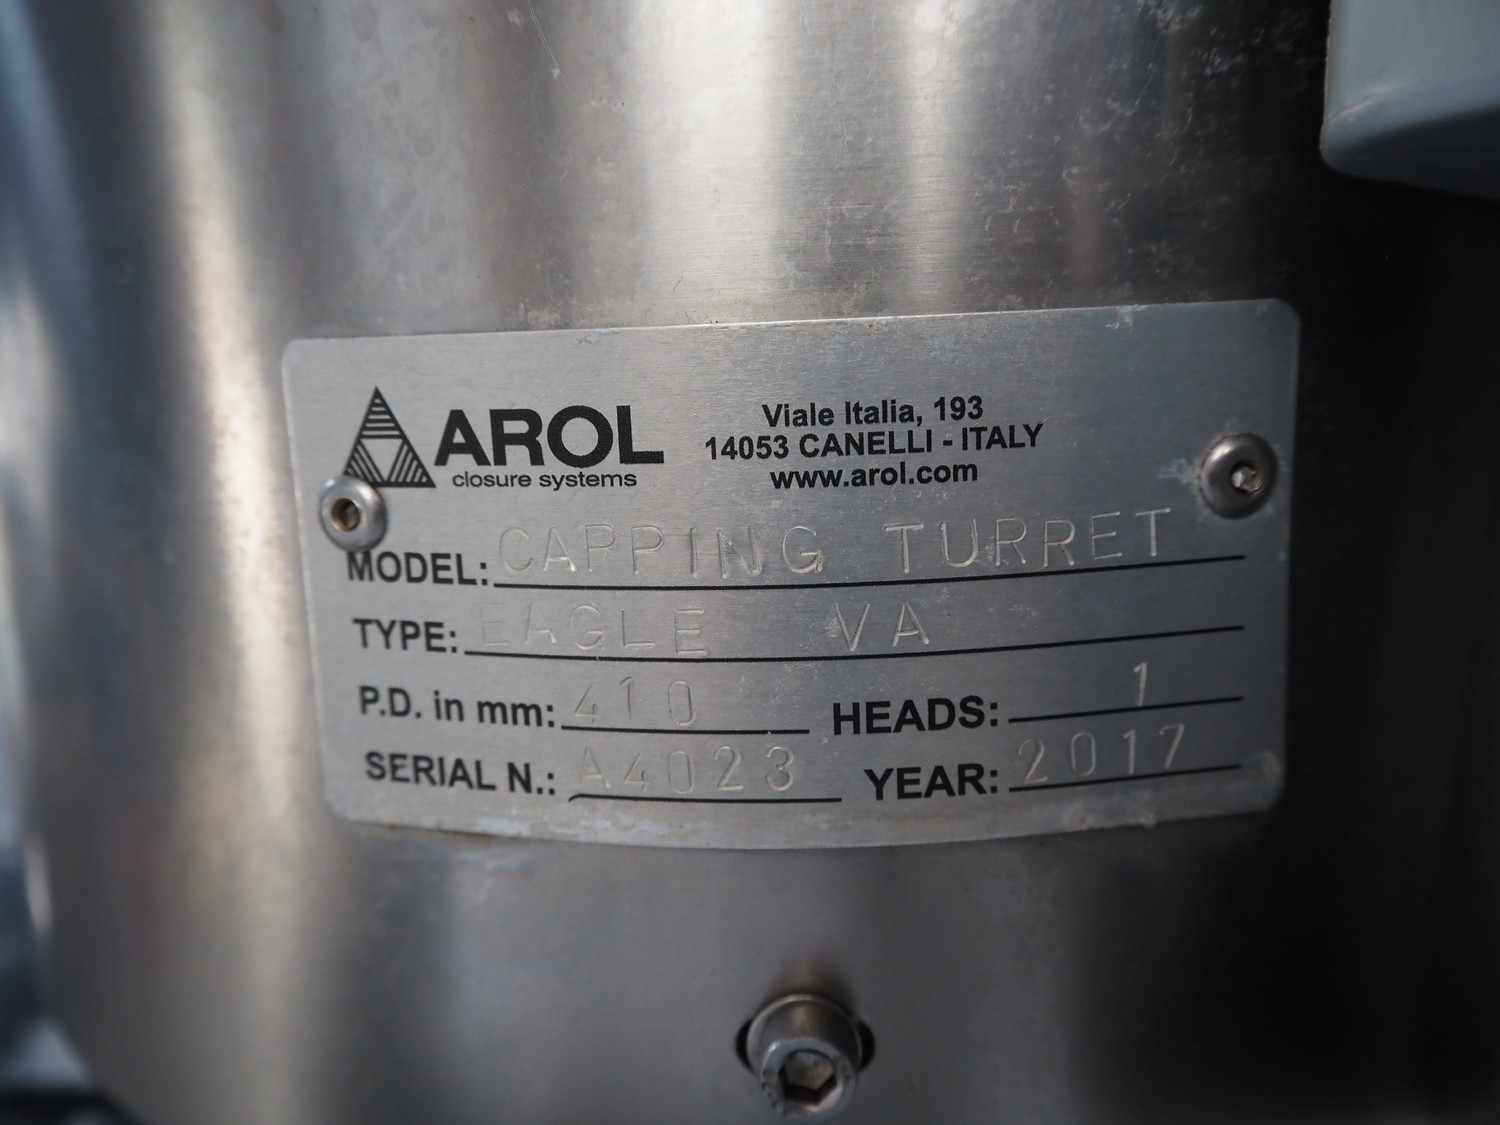 AROL
closure systems
Viale Italia, 193
14053 CANELLI - ITALY
www.arol.com
MODEL: CAPPING TURRET
TYPE: EAGLE VA
P.D. in mm: 410 HEADS: 1
SERIAL N.: A4023 YEAR: 2017